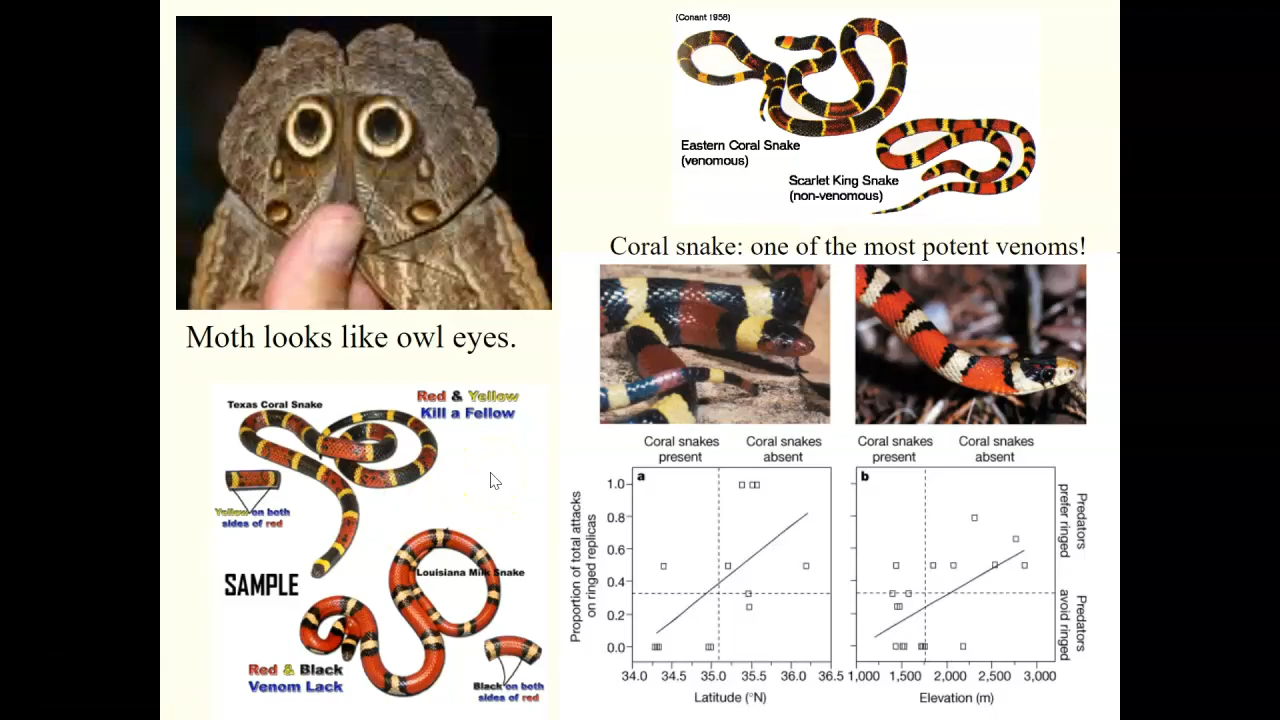 Moth looks like owl eyes.
(Conant 1958)
Eastern Coral Snake
(venomous)
Scarlet King Snake
(non-venomous)
Coral snake: one of the most potent venoms!
Texas Coral Snake
Red & Yellow
Kill a Fellow
Yellow on both
sides of red
SAMPLE
Louisiana Milk Snake
Red & Black
Venom Lack
Black on both
sides of red
Coral snakes
present
Coral snakes
absent
a
Proportion of total attacks
on ringed replicas
1.0
0.8
0.6
0.4
0.2
0.0
34.0 34.5 35.0 35.5 36.0 36.5
Latitude (°N)
Coral snakes
present
Coral snakes
absent
b
Predators
prefer ringed
Predators
avoid ringed
1,000 1,500 2,000 2,500 3,000
Elevation (m)